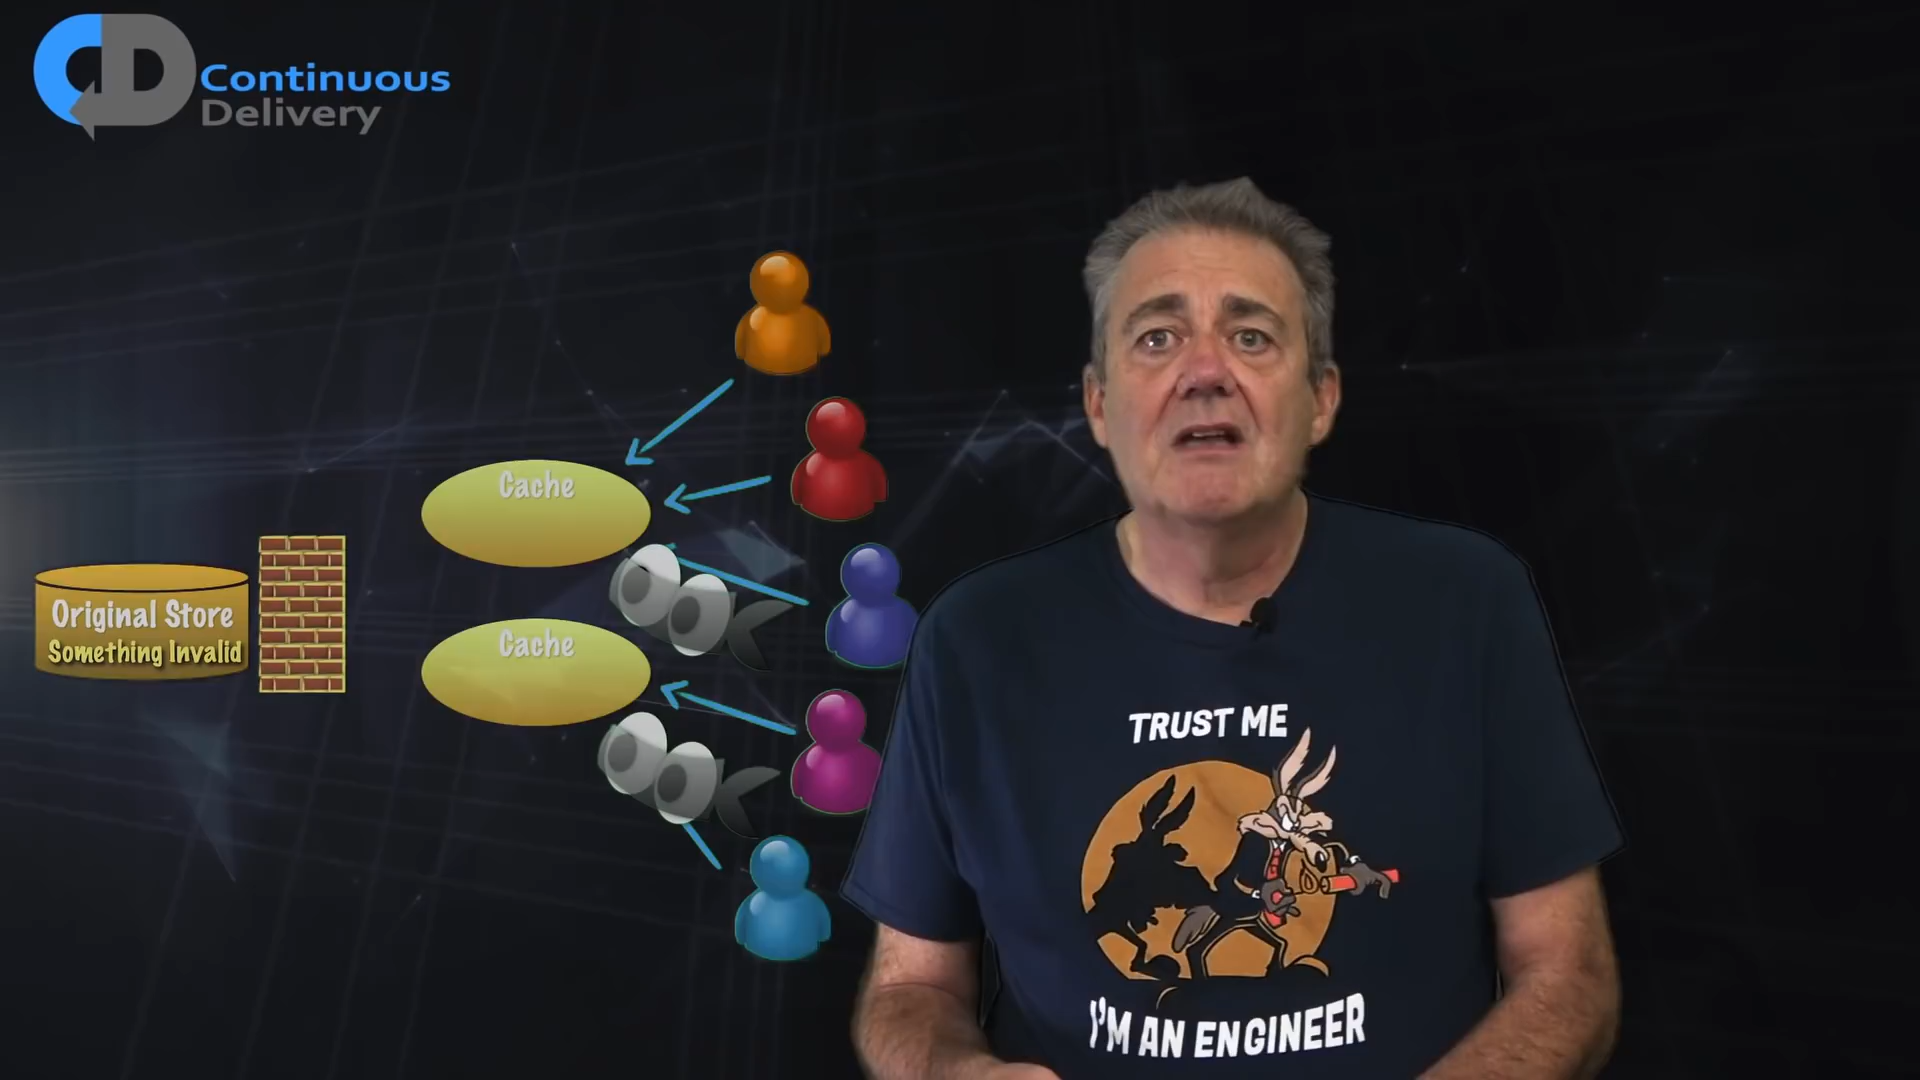 Continuous
Delivery
Cache
Original Store
Something Invalid
Cache
TRUST ME
I'M AN ENGINEER